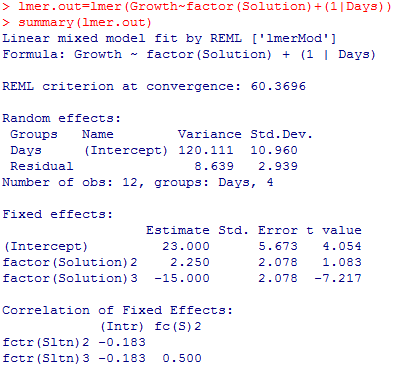 > lmer.out=lmer(Growth~factor(Solution)+(1|Days))
> summary(lmer.out)
Linear mixed model fit by REML ['lmerMod']
Formula: Growth ~ factor(Solution) + (1 | Days)
REML criterion at convergence: 60.3696
Random effects:
Groups Name Variance Std.Dev.
Days (Intercept) 120.111 10.960
Residual 8.639 2.939
Number of obs: 12, groups: Days, 4
Fixed effects:
Estimate Std. Error t value
(Intercept) 23.000 5.673 4.054
factor(Solution)2 2.250 2.078 1.083
factor(Solution)3 -15.000 2.078 -7.217
Correlation of Fixed Effects:
(Intr) fc(S)2
fctr(Sltn)2 -0.183
fctr(Sltn)3 -0.183 0.500